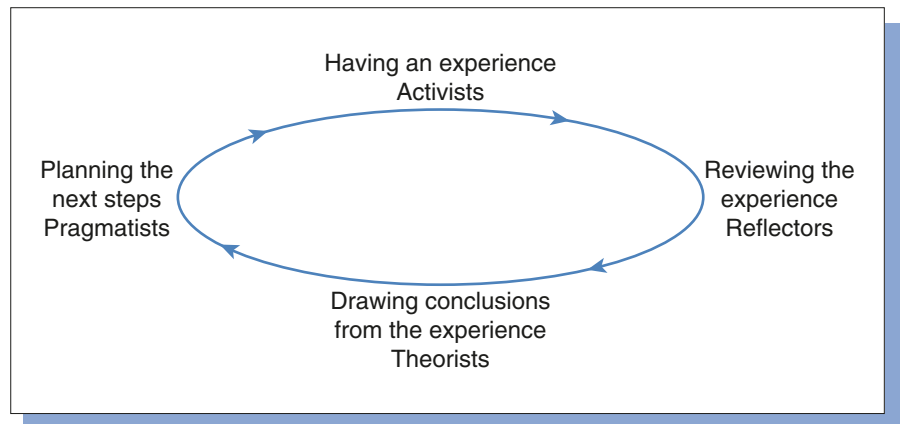 Having an experience
Activists
Planning the
next steps
Pragmatists
Reviewing the
experience
Reflectors
Drawing conclusions
from the experience
Theorists